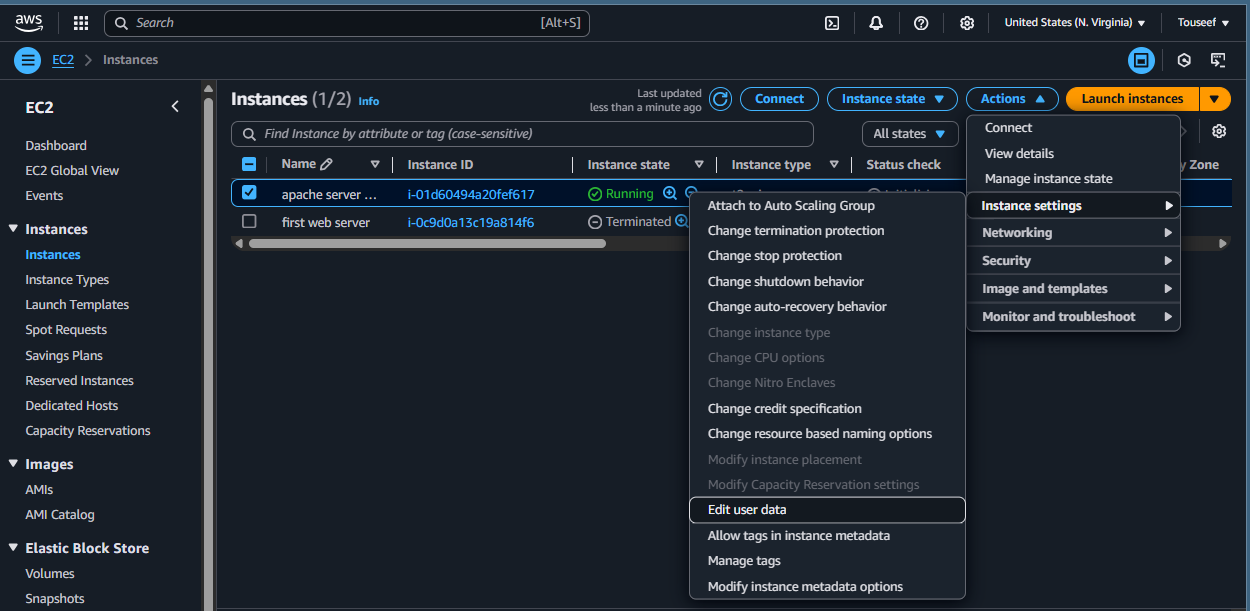 aws
Search [Alt+S]
United States (N. Virginia)
Touseef
EC2 Instances
EC2
Dashboard
EC2 Global View
Events
Instances
Instances
Instance Types
Launch Templates
Spot Requests
Savings Plans
Reserved Instances
Dedicated Hosts
Capacity Reservations
Images
AMIs
AMI Catalog
Elastic Block Store
Volumes
Snapshots
Instances (1/2) Info
Last updated
less than a minute ago
Connect
Instance state
Actions
Launch instances
Find Instance by attribute or tag (case-sensitive)
All states
Name Instance ID Instance state Instance type Status check y Zone
apache server ... i-01d60494a20fef617 Running
first web server i-0c9d0a13c19a814f6 Terminated
Connect
View details
Manage instance state
Instance settings
Networking
Security
Image and templates
Monitor and troubleshoot
Attach to Auto Scaling Group
Change termination protection
Change stop protection
Change shutdown behavior
Change auto-recovery behavior
Change instance type
Change CPU options
Change Nitro Enclaves
Change credit specification
Change resource based naming options
Modify instance placement
Modify Capacity Reservation settings
Edit user data
Allow tags in instance metadata
Manage tags
Modify instance metadata options